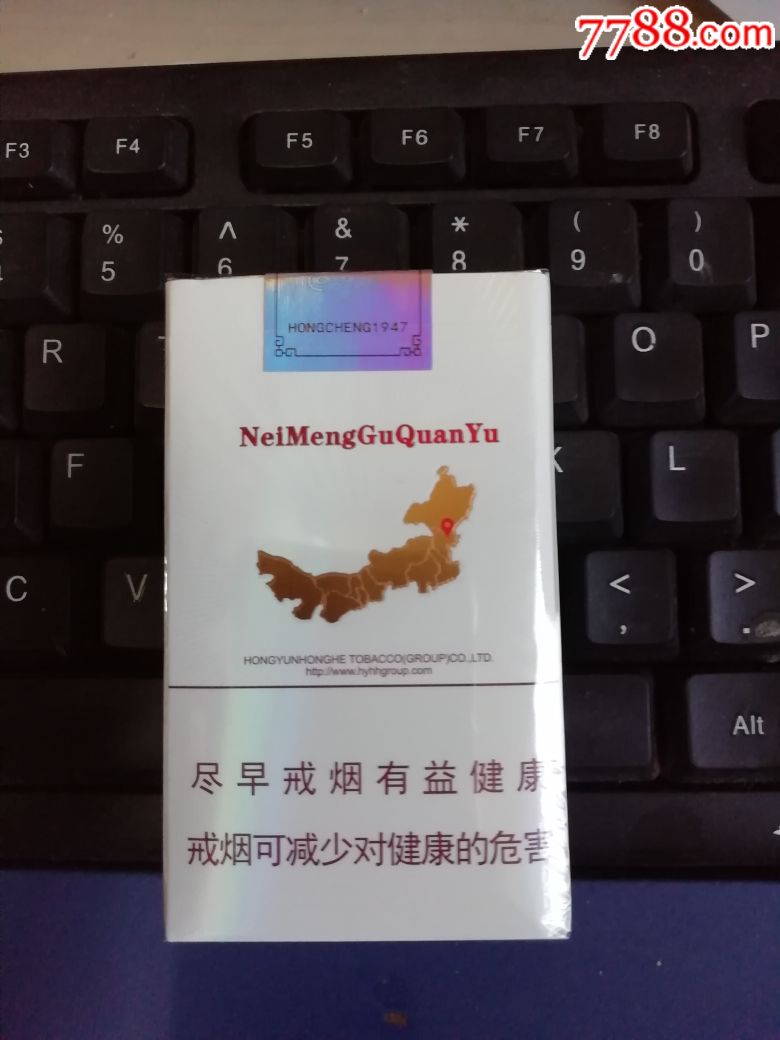 7788.com
F3 F4 F5 F6 F7 F8
% ^ & * ( )
5 6 7 8 9 0
HONGCHENG1947
R O P
NeiMengGuQuanYu
F K L
C V < >
, .
HONGYUNHONGHE TOBACCO(GROUP)CO.,LTD.
http://www.hyhhgroup.com
Alt
尽早戒烟有益健康
戒烟可减少对健康的危害